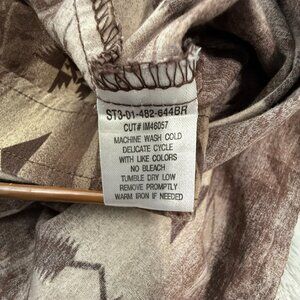 ST3-01-482-644BR
CUT# IM46057
MACHINE WASH COLD
DELICATE CYCLE
WITH LIKE COLORS
NO BLEACH
TUMBLE DRY LOW
REMOVE PROMPTLY
WARM IRON IF NEEDED